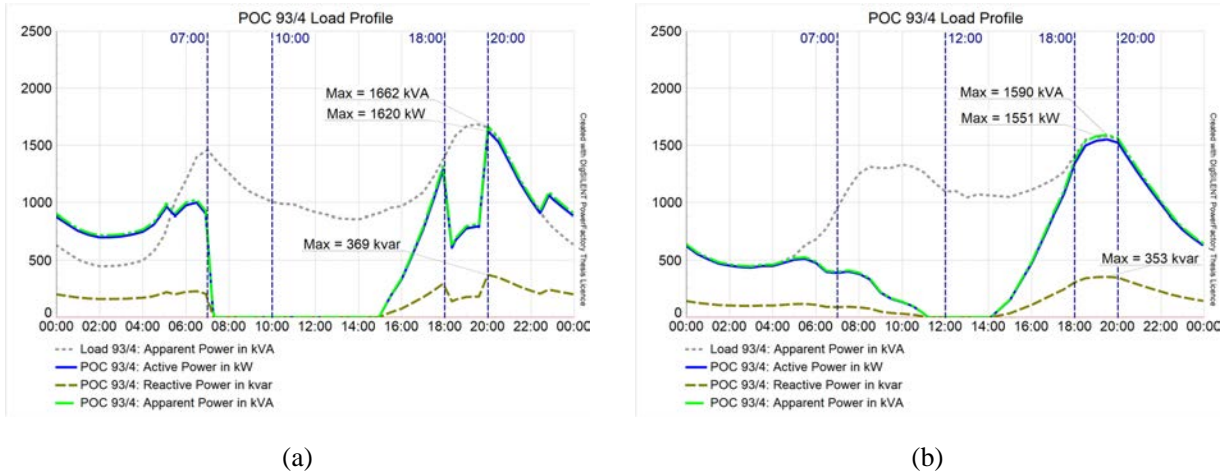 POC 93/4 Load Profile
2500
2000
1500
1000
500
0
07:00
10:00
18:00
20:00
Max = 1662 kVA
Max = 1620 kW
Max = 369 kvar
Created with DIgSILENT PowerFactory Thesis Licence
00:00 02:00 04:00 06:00 08:00 10:00 12:00 14:00 16:00 18:00 20:00 22:00 00:00
Load 93/4: Apparent Power in kVA
POC 93/4: Active Power in kW
POC 93/4: Reactive Power in kvar
POC 93/4: Apparent Power in kVA
(a)
POC 93/4 Load Profile
2500
2000
1500
1000
500
0
07:00
12:00
18:00
20:00
Max = 1590 kVA
Max = 1551 kW
Max = 353 kvar
Created with DIgSILENT PowerFactory Thesis Licence
00:00 02:00 04:00 06:00 08:00 10:00 12:00 14:00 16:00 18:00 20:00 22:00 00:00
Load 93/4: Apparent Power in kVA
POC 93/4: Active Power in kW
POC 93/4: Reactive Power in kvar
POC 93/4: Apparent Power in kVA
(b)